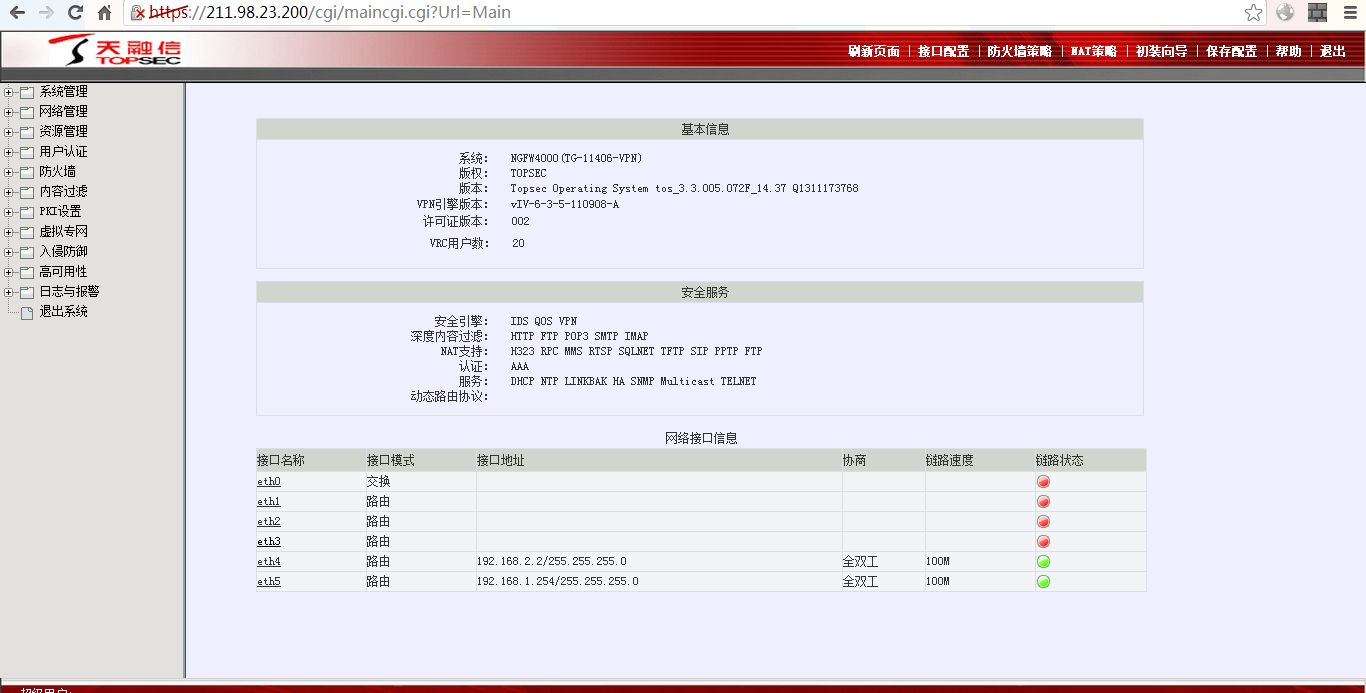 https://211.98.23.200/cgi/maincgi.cgi?Url=Main
天融信
TOPSEC
刷新页面 | 接口配置 | 防火墙策略 | NAT策略 | 初装向导 | 保存配置 | 帮助 | 退出
系统管理
网络管理
资源管理
用户认证
防火墙
内容过滤
PKI设置
虚拟专网
入侵防御
高可用性
日志与报警
退出系统
基本信息
系统: NGFW4000(TG-11406-VPN)
版权: TOPSEC
版本: Topsec Operating System tos_3.3.005.072F_14.37 Q1311173768
VPN引擎版本: vIV-6-3-5-110908-A
许可证版本: 002
VRC用户数: 20
安全服务
安全引擎: IDS QOS VPN
深度内容过滤: HTTP FTP POP3 SMTP IMAP
NAT支持: H323 RPC MMS RTSP SQLNET TFTP SIP PPTP FTP
认证: AAA
服务: DHCP NTP LINKBAK HA SNMP Multicast TELNET
动态路由协议:
网络接口信息
接口名称 接口模式 接口地址 协商 链路速度 链路状态
eth0 交换
eth1 路由
eth2 路由
eth3 路由
eth4 路由 192.168.2.2/255.255.255.0 全双工 100M
eth5 路由 192.168.1.254/255.255.255.0 全双工 100M
超级用户: